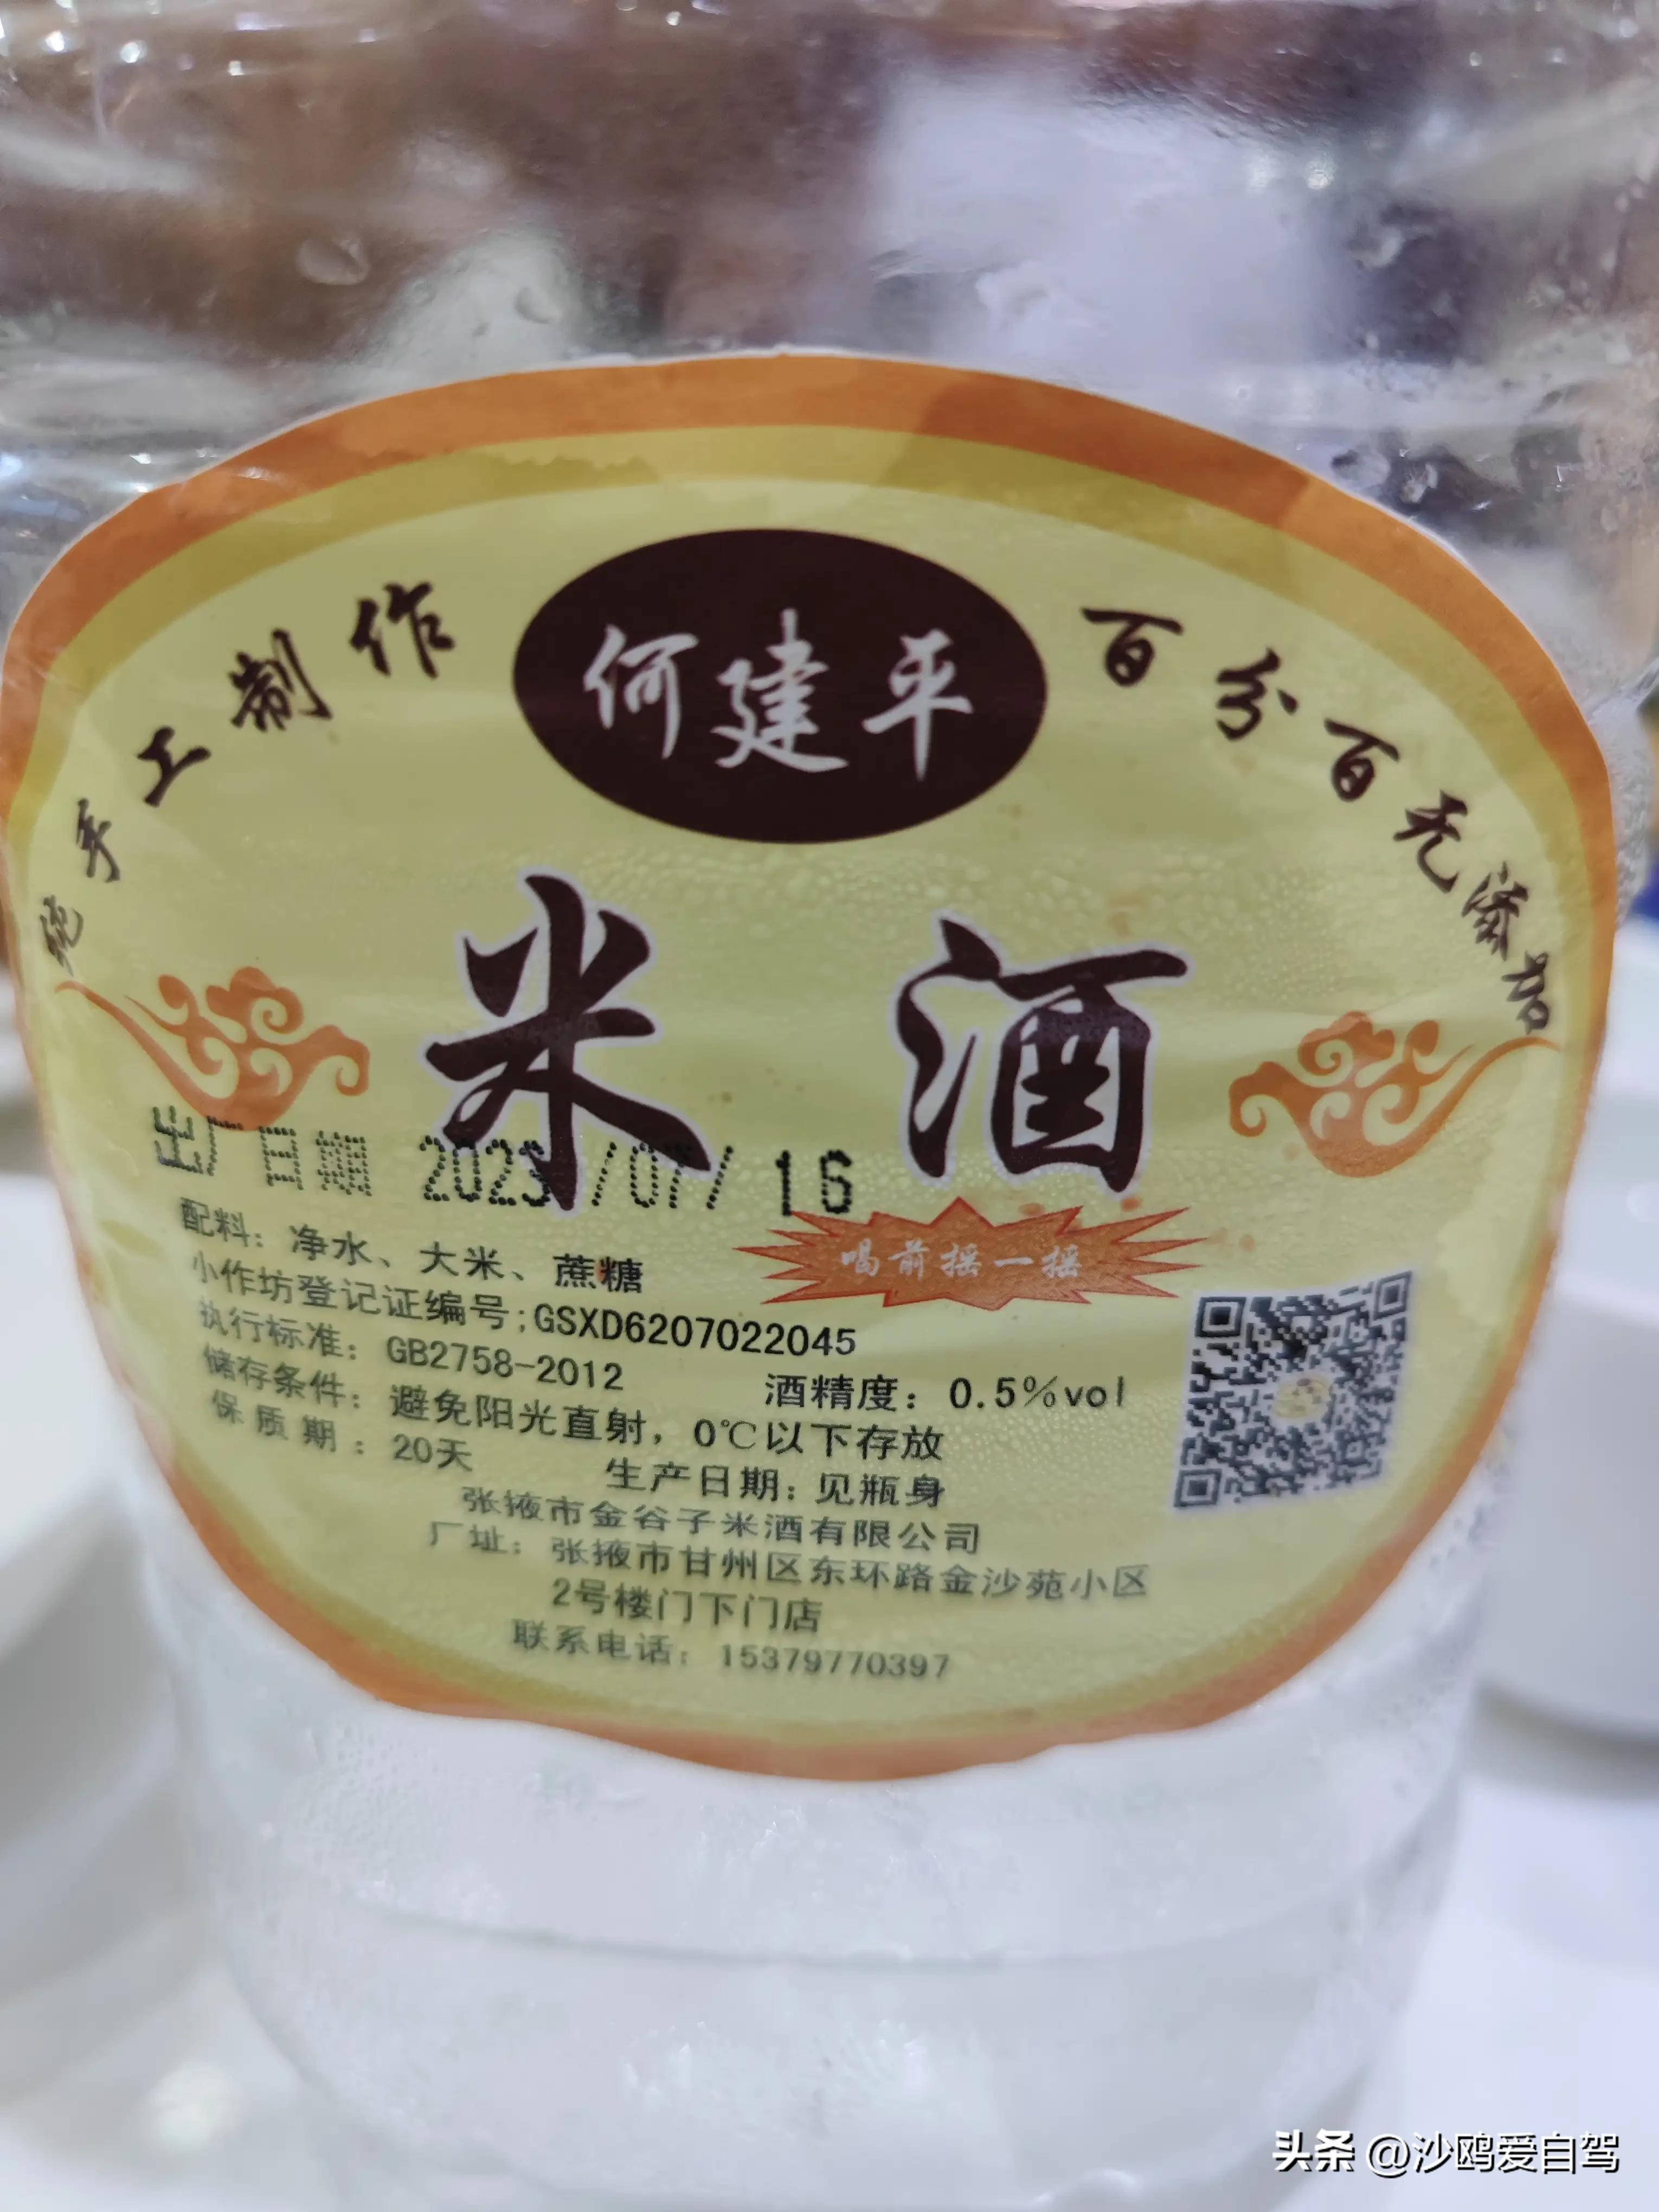 纯手工制作
何建平
百分百无添加
米酒
出厂日期 2023/07/16
配料：净水、大米、蔗糖
喝前摇一摇
小作坊登记证编号;GSXD6207022045
执行标准：GB2758-2012
酒精度：0.5%vol
储存条件：避免阳光直射，0℃以下存放
保质期：20天
生产日期：见瓶身
张掖市金谷子米酒有限公司
厂址：张掖市甘州区东环路金沙苑小区
2号楼门下门店
联系电话：15379770397
头条 @沙鸥爱自驾